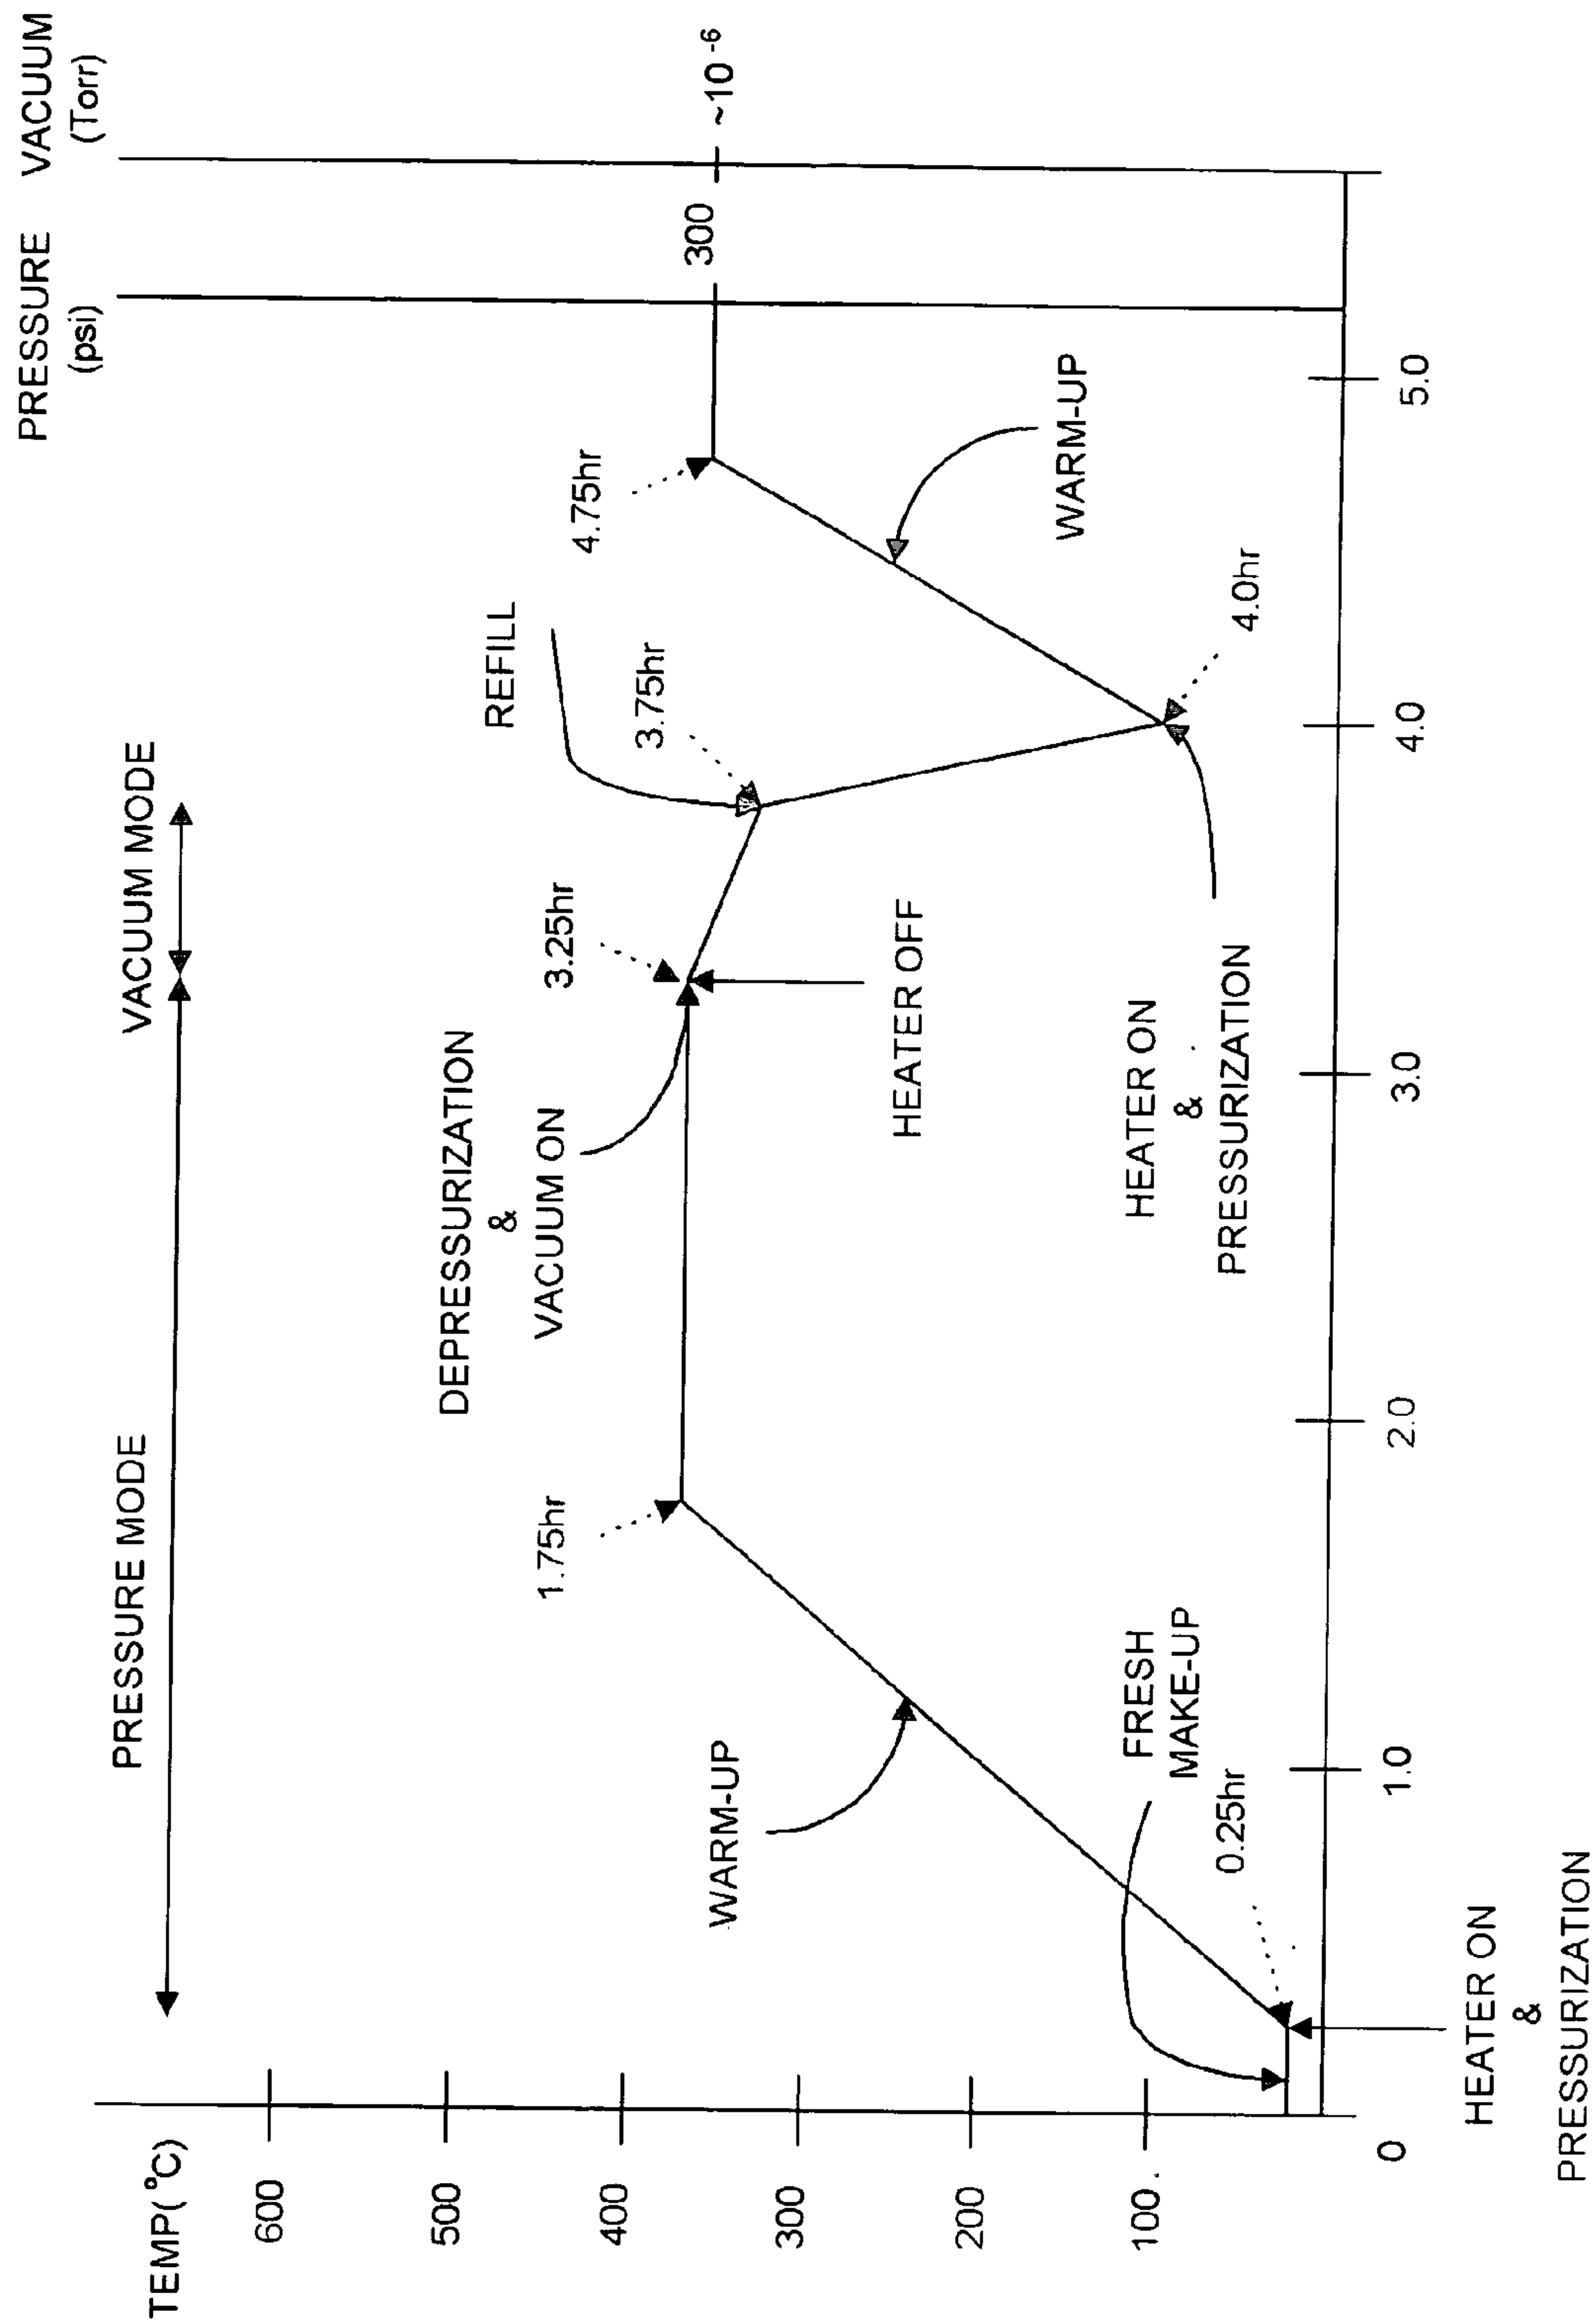 PRESSURE
(psi)
VACUUM
(Torr)
VACUUM MODE
PRESSURE MODE
TEMP(°C)
600
500
400
300
200
100
0
1.0
2.0
3.0
4.0
5.0
300
~10⁻⁶
DEPRESSURIZATION
&
VACUUM ON
REFILL
1.75hr
3.25hr
3.75hr
4.75hr
WARM-UP
HEATER OFF
WARM-UP
FRESH
MAKE-UP
0.25hr
HEATER ON
&
PRESSURIZATION
4.0hr
HEATER ON
&
PRESSURIZATION